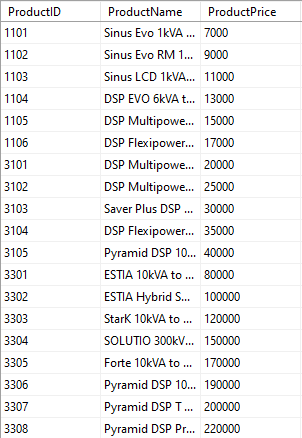 ProductID ProductName ProductPrice
1101 Sinus Evo 1kVA ... 7000
1102 Sinus Evo RM 1... 9000
1103 Sinus LCD 1kVA... 11000
1104 DSP EVO 6kVA t... 13000
1105 DSP Multipowe... 15000
1106 DSP Flexipower... 17000
3101 DSP Multipowe... 20000
3102 DSP Multipowe... 25000
3103 Saver Plus DSP ... 30000
3104 DSP Flexipower... 35000
3105 Pyramid DSP 10... 40000
3301 ESTIA 10kVA to ... 80000
3302 ESTIA Hybrid S... 100000
3303 StarK 10kVA to ... 120000
3304 SOLUTIO 300kV... 150000
3305 Forte 10kVA to ... 170000
3306 Pyramid DSP 10... 190000
3307 Pyramid DSP T ... 200000
3308 Pyramid DSP Pr... 220000